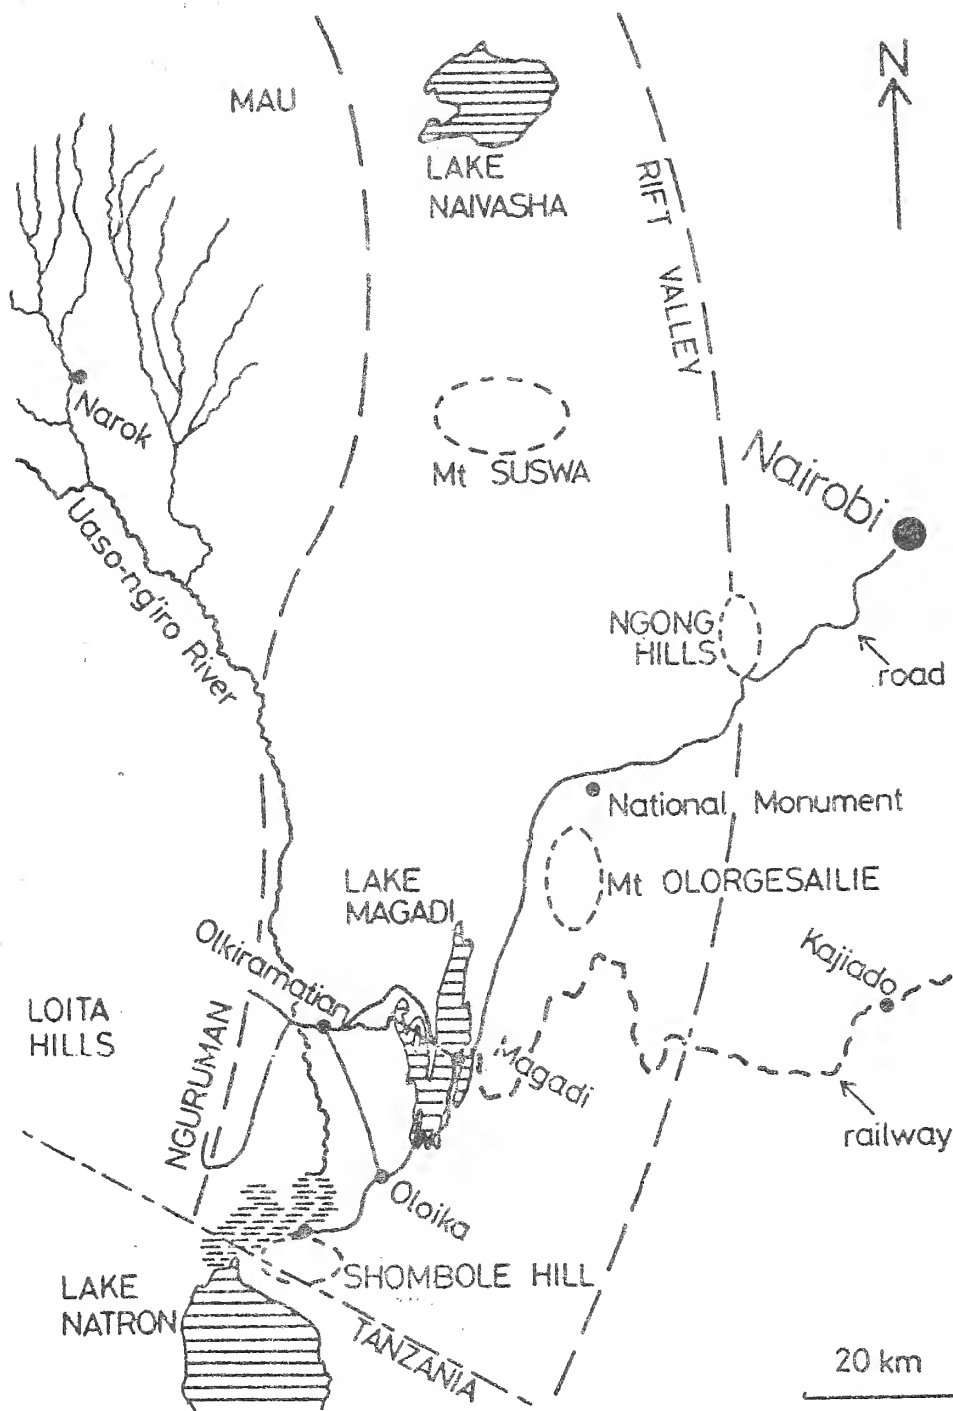 N
MAU
LAKE
NAIVASHA
RIFT VALLEY
Narok
Mt SUSWA
Nairobi
Uaso-ng'iro River
NGONG
HILLS
road
National Monument
LAKE
MAGADI
Mt OLORGESAILIE
Olkiramatian
Kajiado
LOITA
HILLS
NGURUMAN
Magadi
railway
Oloika
SHOMBOLE HILL
LAKE
NATRON
TANZANIA
20 km